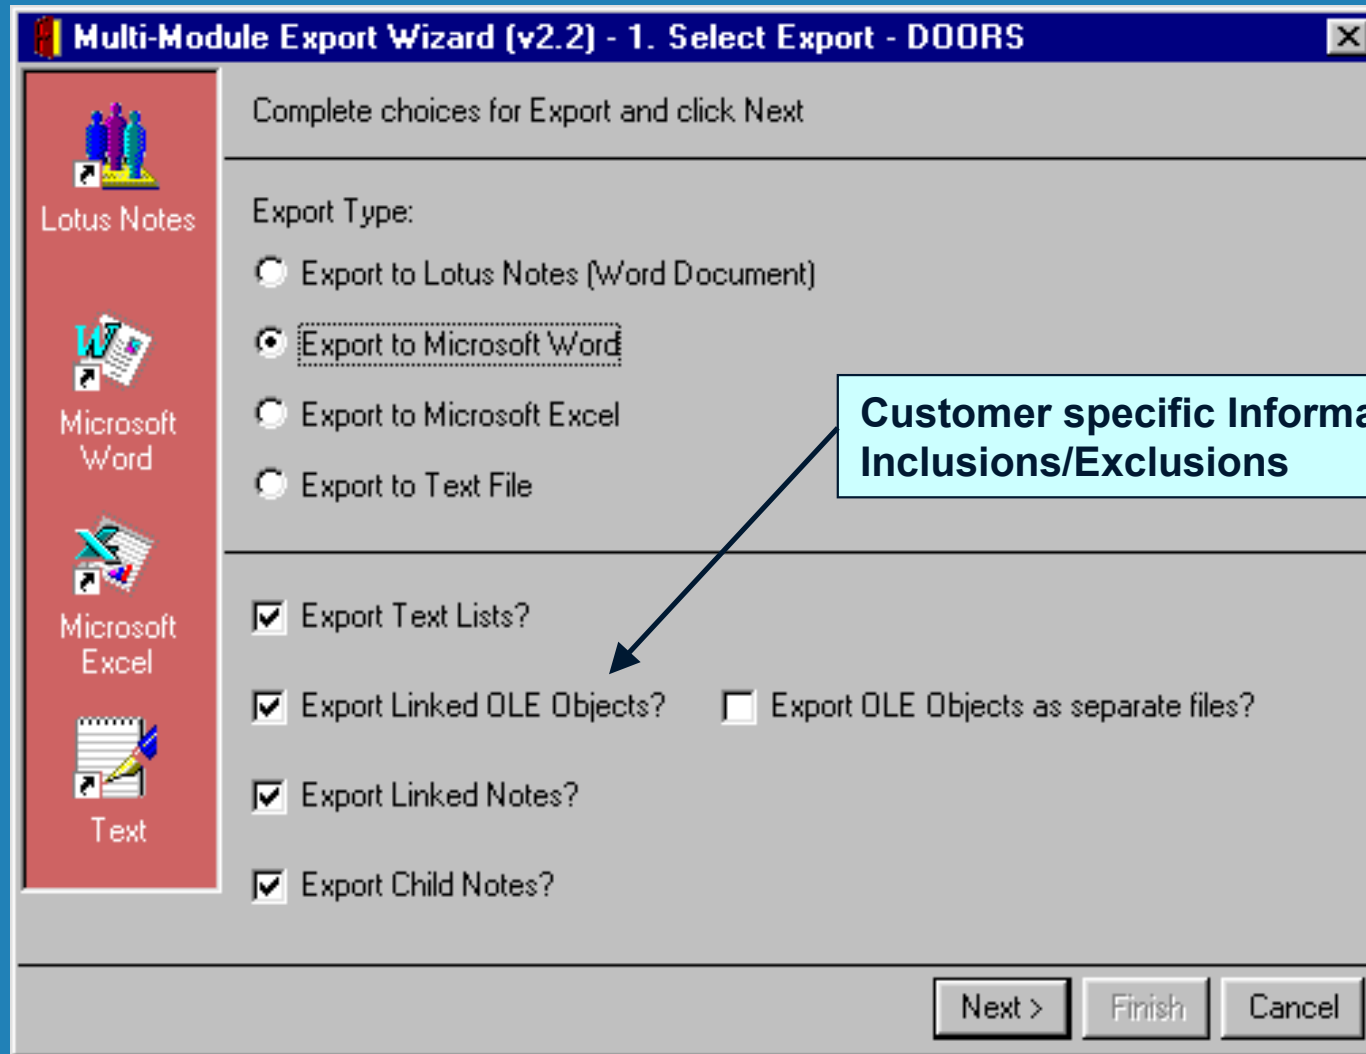 Multi-Module Export Wizard (v2.2) - 1. Select Export - DOORS
Complete choices for Export and click Next
Lotus Notes
Export Type:
Export to Lotus Notes (Word Document)
Export to Microsoft Word
Microsoft
Word
Export to Microsoft Excel
Customer specific
Inclusions/Exclusions
Export to Text File
Microsoft
Excel
Export Text Lists?
Export Linked OLE Objects?
Export OLE Objects as separate files?
Text
Export Linked Notes?
Export Child Notes?
Next >
Finish
Cancel